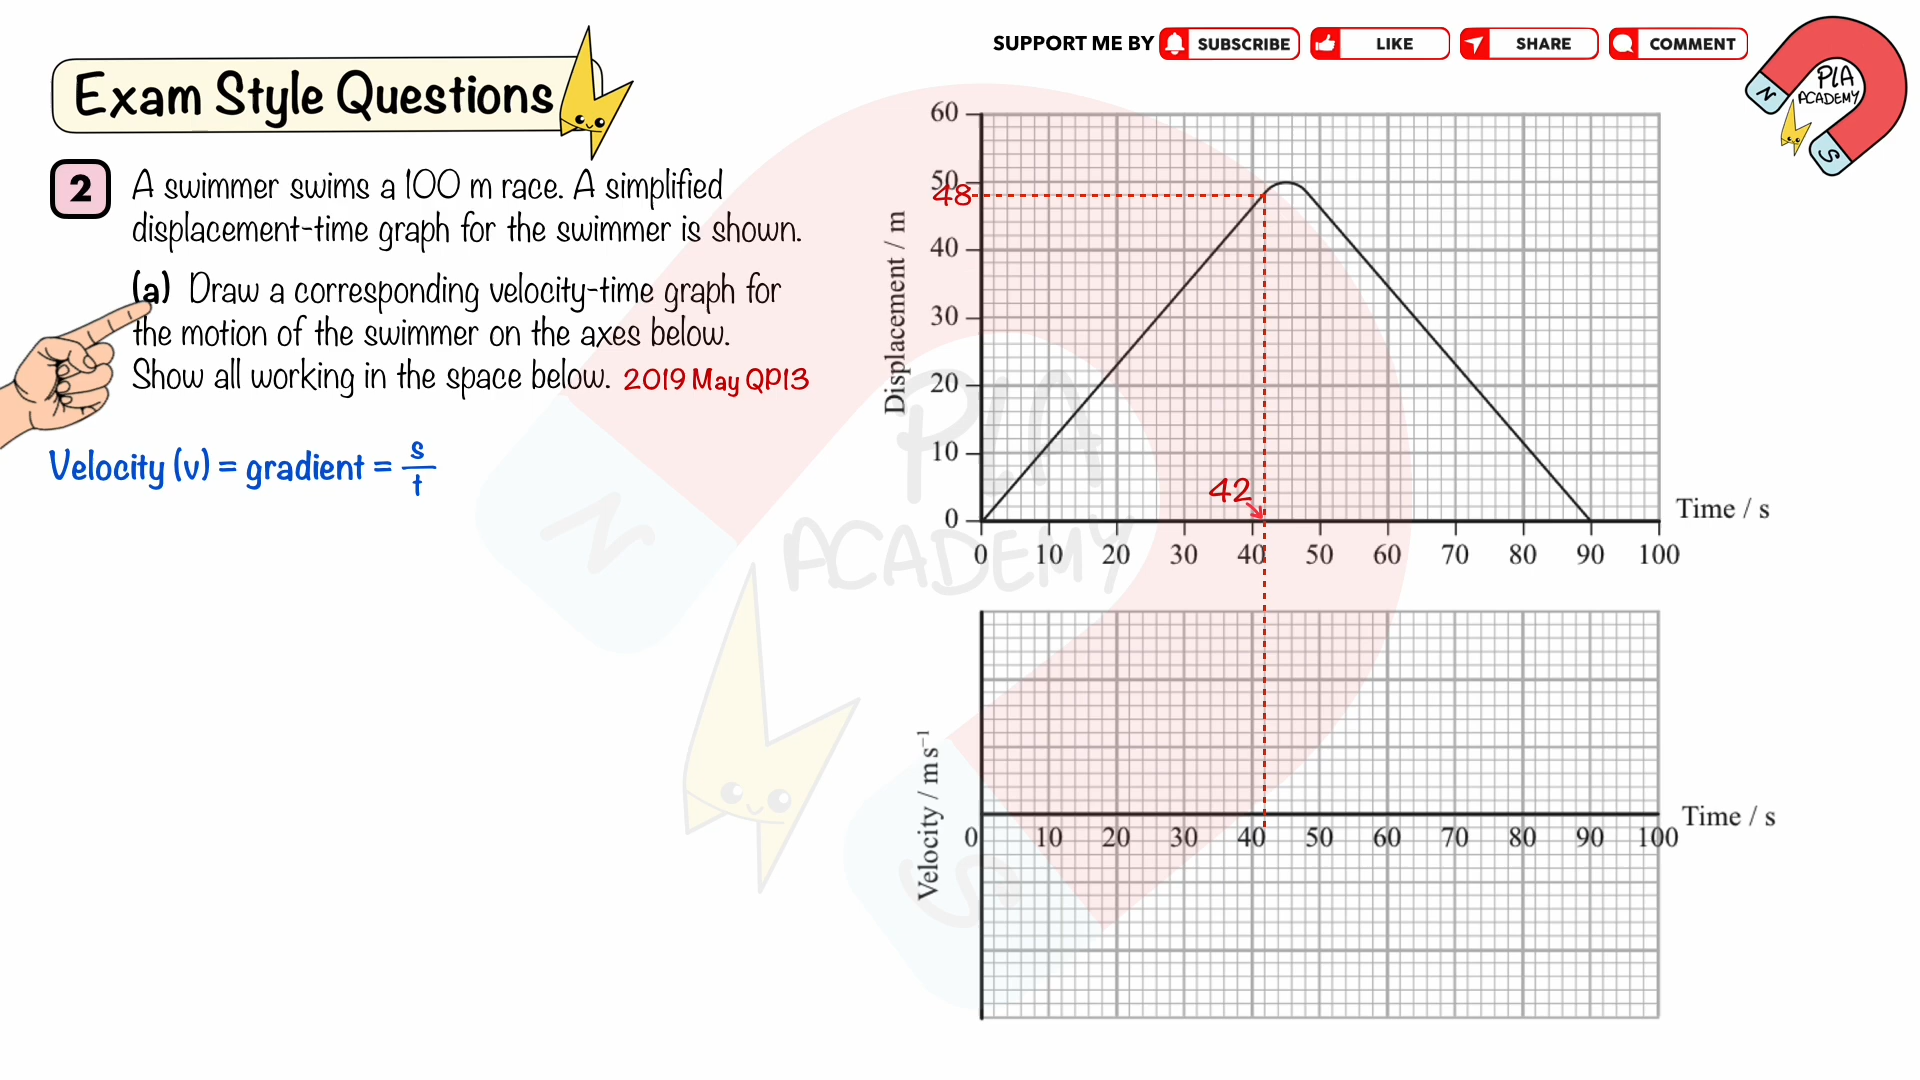 SUPPORT ME BY SUBSCRIBE LIKE SHARE COMMENT
PLA
ACADEMY
N
S
Exam Style Questions
2 A swimmer swims a 100 m race. A simplified
displacement-time graph for the swimmer is shown.
(a) Draw a corresponding velocity-time graph for
the motion of the swimmer on the axes below.
Show all working in the space below. 2019 May QP13
Velocity (v) = gradient = s/t
Displacement / m
60
50
48
40
30
20
10
0
42
0 10 20 30 40 50 60 70 80 90 100
Time / s
Velocity / m s⁻¹
0 10 20 30 40 50 60 70 80 90 100
Time / s
PLA
ACADEMY
N
S